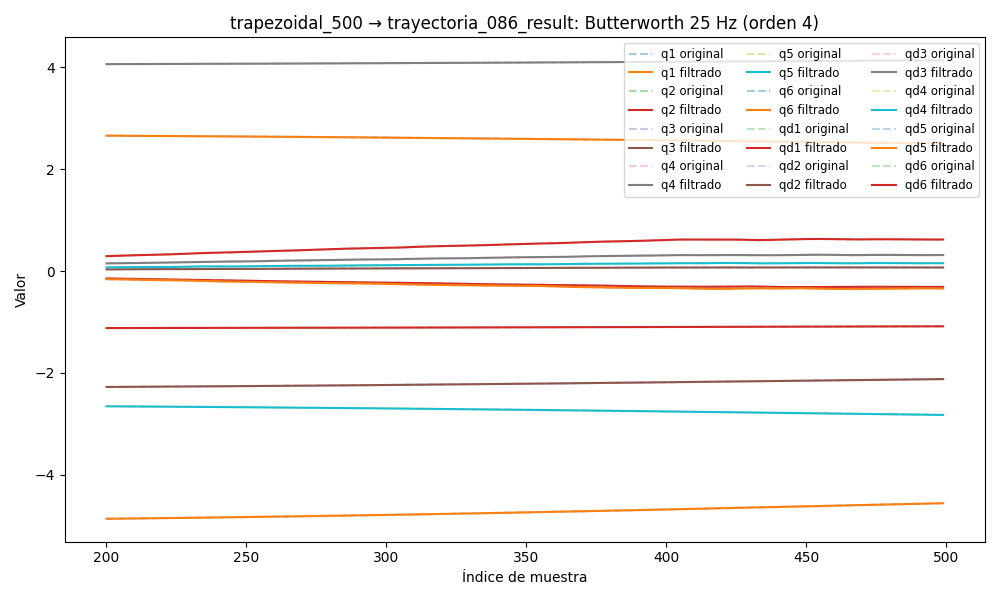 trapezoidal_500 → trayectoria_086_result: Butterworth 25 Hz (orden 4)
q1 original q5 original qd3 original
q1 filtrado q5 filtrado qd3 filtrado
q2 original q6 original qd4 original
q2 filtrado q6 filtrado qd4 filtrado
q3 original qd1 original qd5 original
q3 filtrado qd1 filtrado qd5 filtrado
q4 original qd2 original qd6 original
q4 filtrado qd2 filtrado qd6 filtrado
Valor
4
2
0
−2
−4
200 250 300 350 400 450 500
Índice de muestra